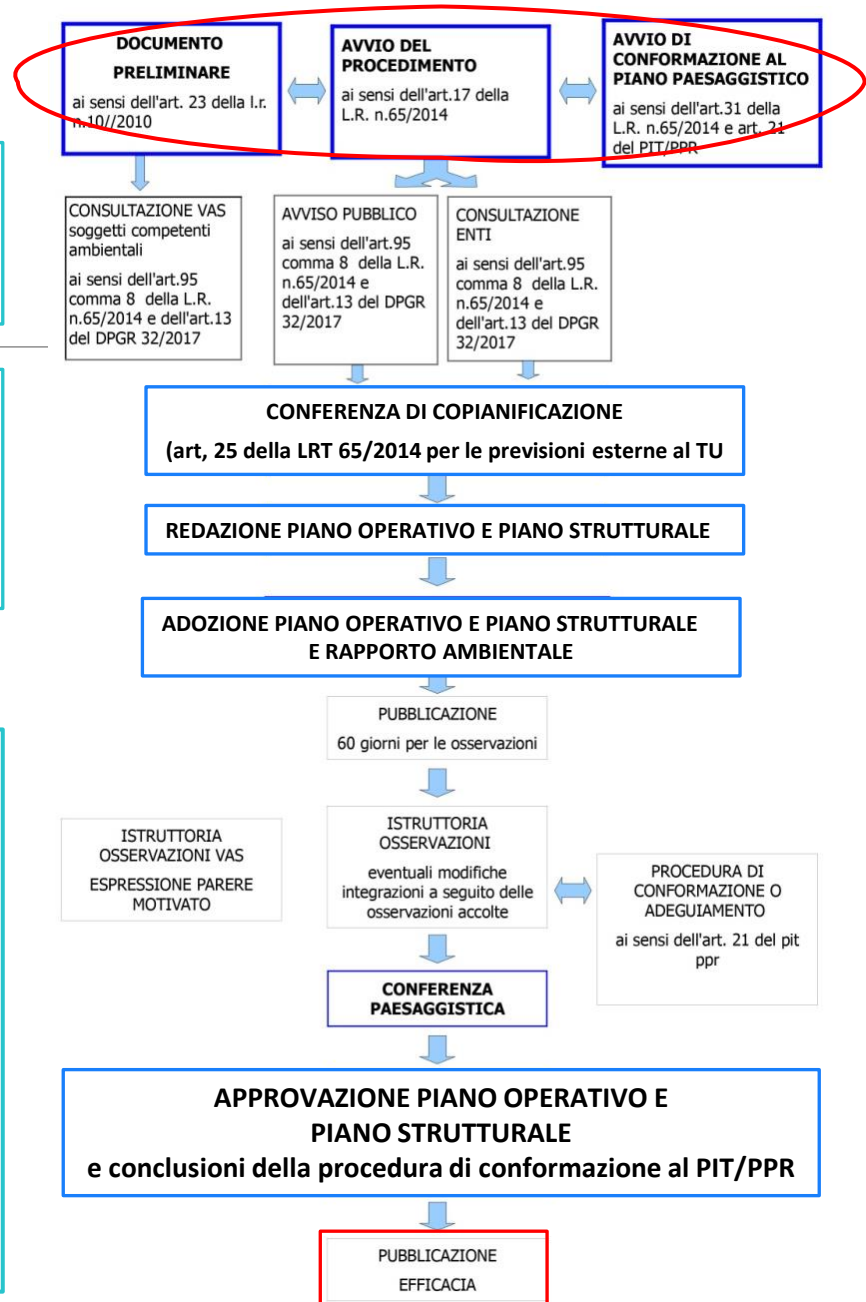 DOCUMENTO
PRELIMINARE
ai sensi dell'art. 23 della l.r.
n.10//2010
AVVIO DEL
PROCEDIMENTO
ai sensi dell'art.17 della
L.R. n.65/2014
AVVIO DI
CONFORMAZIONE AL
PIANO PAESAGGISTICO
ai sensi dell'art.31 della
L.R. n.65/2014 e art. 21
del PIT/PPR
CONSULTAZIONE VAS
soggetti competenti
ambientali
ai sensi dell'art.95
comma 8 della L.R.
n.65/2014 e dell'art.13
del DPGR 32/2017
AVVISO PUBBLICO
ai sensi dell'art.95
comma 8 della L.R.
n.65/2014 e
dell'art.13 del DPGR
32/2017
CONSULTAZIONE
ENTI
ai sensi dell'art.95
comma 8 della L.R.
n.65/2014 e
dell'art.13 del DPGR
32/2017
CONFERENZA DI COPIANIFICAZIONE
(art, 25 della LRT 65/2014 per le previsioni esterne al TU
REDAZIONE PIANO OPERATIVO E PIANO STRUTTURALE
ADOZIONE PIANO OPERATIVO E PIANO STRUTTURALE
E RAPPORTO AMBIENTALE
PUBBLICAZIONE
60 giorni per le osservazioni
ISTRUTTORIA
OSSERVAZIONI VAS
ESPRESSIONE PARERE
MOTIVATO
ISTRUTTORIA
OSSERVAZIONI
eventuali modifiche
integrazioni a seguito delle
osservazioni accolte
PROCEDURA DI
CONFORMAZIONE O
ADEGUIAMENTO
ai sensi dell'art. 21 del pit
ppr
CONFERENZA
PAESAGGISTICA
APPROVAZIONE PIANO OPERATIVO E
PIANO STRUTTURALE
e conclusioni della procedura di conformazione al PIT/PPR
PUBBLICAZIONE
EFFICACIA